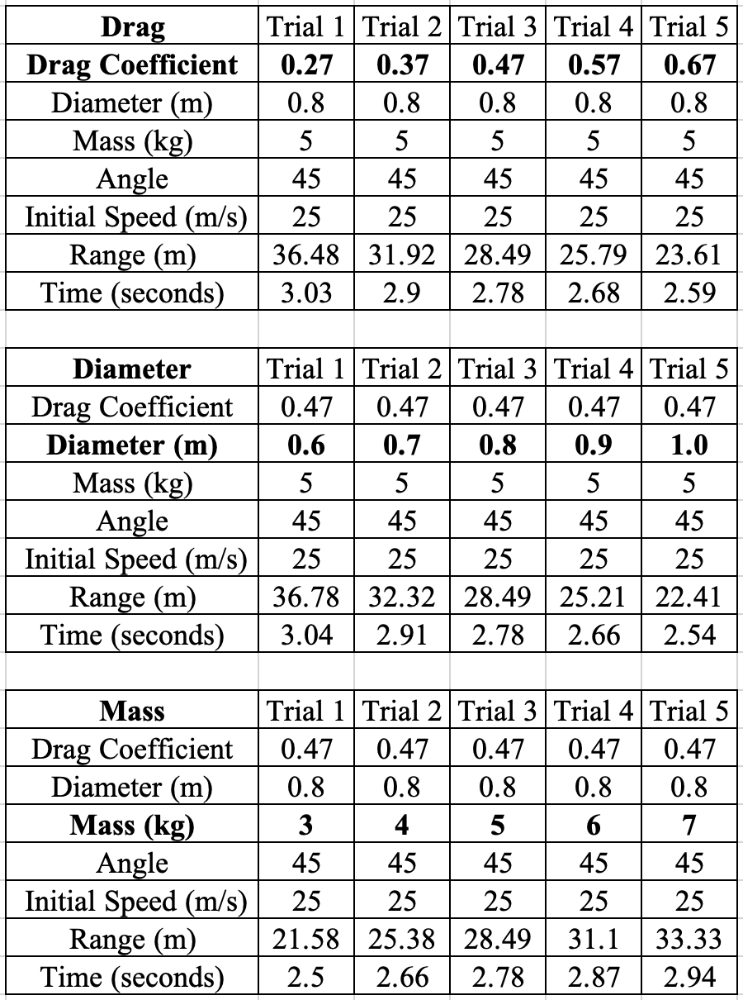 Drag Trial 1 Trial 2 Trial 3 Trial 4 Trial 5
Drag Coefficient 0.27 0.37 0.47 0.57 0.67
Diameter (m) 0.8 0.8 0.8 0.8 0.8
Mass (kg) 5 5 5 5 5
Angle 45 45 45 45 45
Initial Speed (m/s) 25 25 25 25 25
Range (m) 36.48 31.92 28.49 25.79 23.61
Time (seconds) 3.03 2.9 2.78 2.68 2.59
Diameter Trial 1 Trial 2 Trial 3 Trial 4 Trial 5
Drag Coefficient 0.47 0.47 0.47 0.47 0.47
Diameter (m) 0.6 0.7 0.8 0.9 1.0
Mass (kg) 5 5 5 5 5
Angle 45 45 45 45 45
Initial Speed (m/s) 25 25 25 25 25
Range (m) 36.78 32.32 28.49 25.21 22.41
Time (seconds) 3.04 2.91 2.78 2.66 2.54
Mass Trial 1 Trial 2 Trial 3 Trial 4 Trial 5
Drag Coefficient 0.47 0.47 0.47 0.47 0.47
Diameter (m) 0.8 0.8 0.8 0.8 0.8
Mass (kg) 3 4 5 6 7
Angle 45 45 45 45 45
Initial Speed (m/s) 25 25 25 25 25
Range (m) 21.58 25.38 28.49 31.1 33.33
Time (seconds) 2.5 2.66 2.78 2.87 2.94